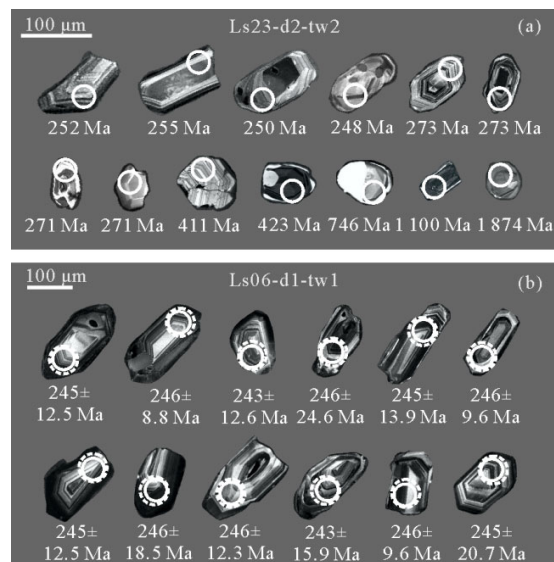 100 μm Ls23-d2-tw2 (a)
252 Ma 255 Ma 250 Ma 248 Ma 273 Ma 273 Ma
271 Ma 271 Ma 411 Ma 423 Ma 746 Ma 1 100 Ma 1 874 Ma
100 μm Ls06-d1-tw1 (b)
245± 246± 243± 246± 245± 246±
12.5 Ma 8.8 Ma 12.6 Ma 24.6 Ma 13.9 Ma 9.6 Ma
245± 246± 246± 243± 246± 245±
12.5 Ma 18.5 Ma 12.3 Ma 15.9 Ma 9.6 Ma 20.7 Ma